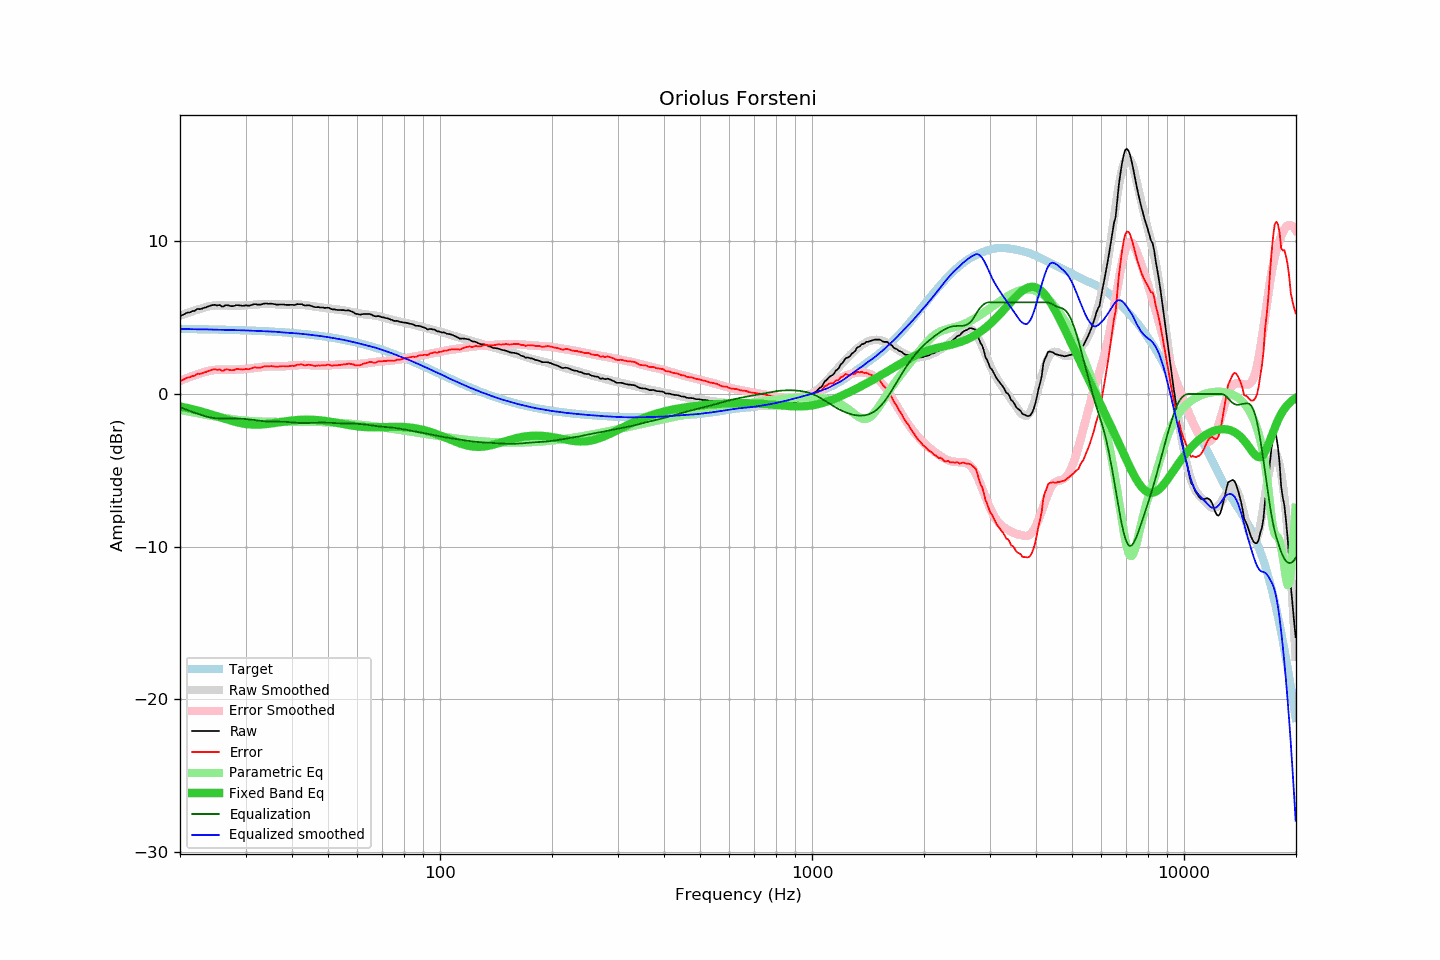 Oriolus Forsteni
10
0
−10
−20
−30
100
1000
10000
Amplitude (dBr)
Frequency (Hz)
Target
Raw Smoothed
Error Smoothed
Raw
Error
Parametric Eq
Fixed Band Eq
Equalization
Equalized smoothed